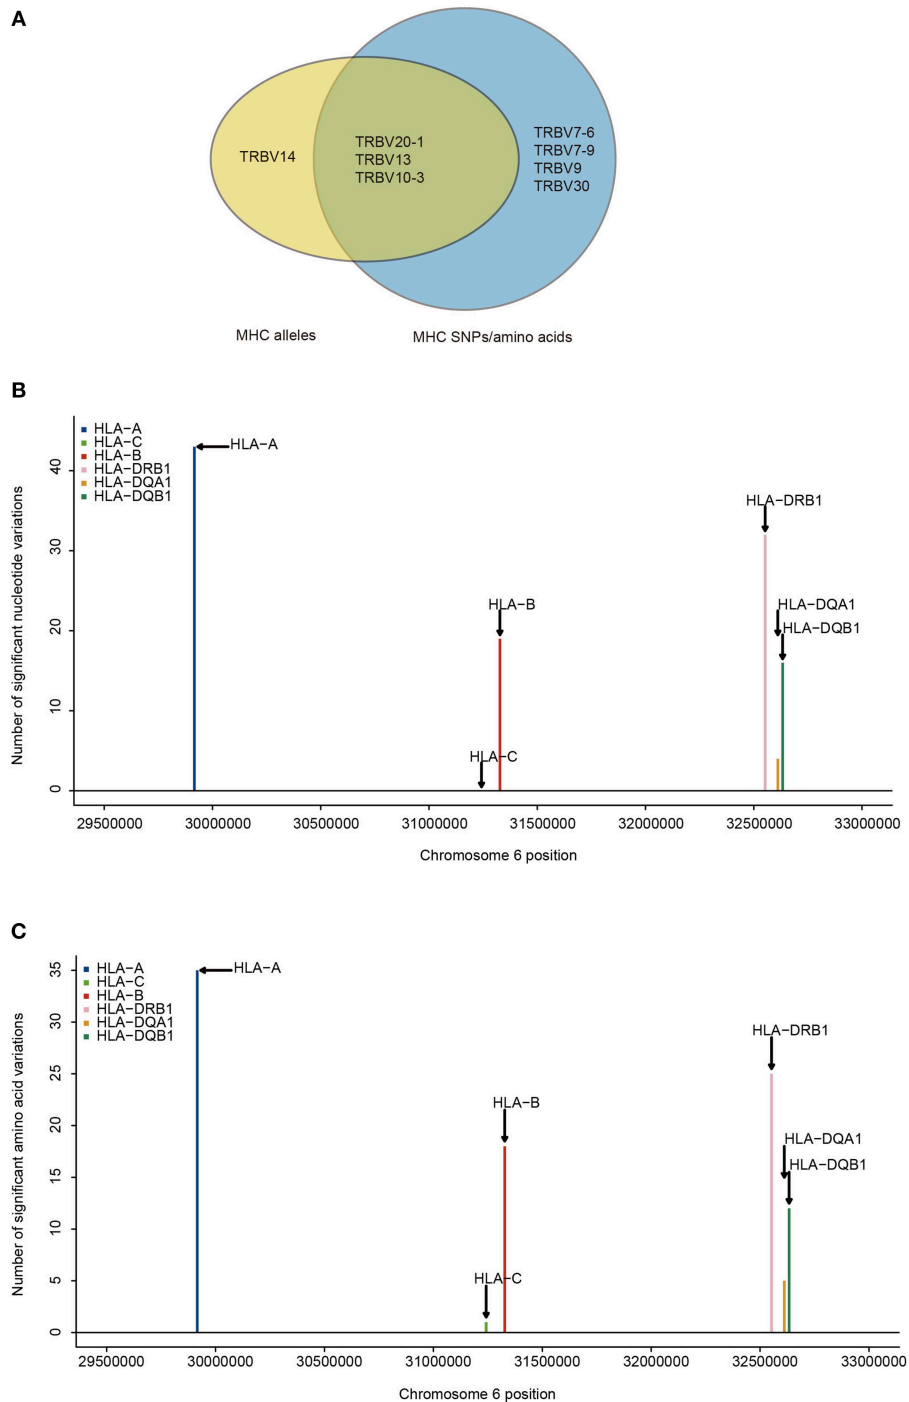 A
TRBV14
TRBV20-1
TRBV13
TRBV10-3
TRBV7-6
TRBV7-9
TRBV9
TRBV30
MHC alleles
MHC SNPs/amino acids
B
Number of significant nucleotide variations
40
30
20
10
0
HLA−A
HLA−C
HLA−B
HLA−DRB1
HLA−DQA1
HLA−DQB1
HLA−A
HLA−C
HLA−B
HLA−DRB1
HLA−DQA1
HLA−DQB1
29500000 30000000 30500000 31000000 31500000 32000000 32500000 33000000
Chromosome 6 position
C
Number of significant amino acid variations
35
30
25
20
15
10
5
0
HLA−A
HLA−C
HLA−B
HLA−DRB1
HLA−DQA1
HLA−DQB1
HLA−A
HLA−C
HLA−B
HLA−DRB1
HLA−DQA1
HLA−DQB1
29500000 30000000 30500000 31000000 31500000 32000000 32500000 33000000
Chromosome 6 position